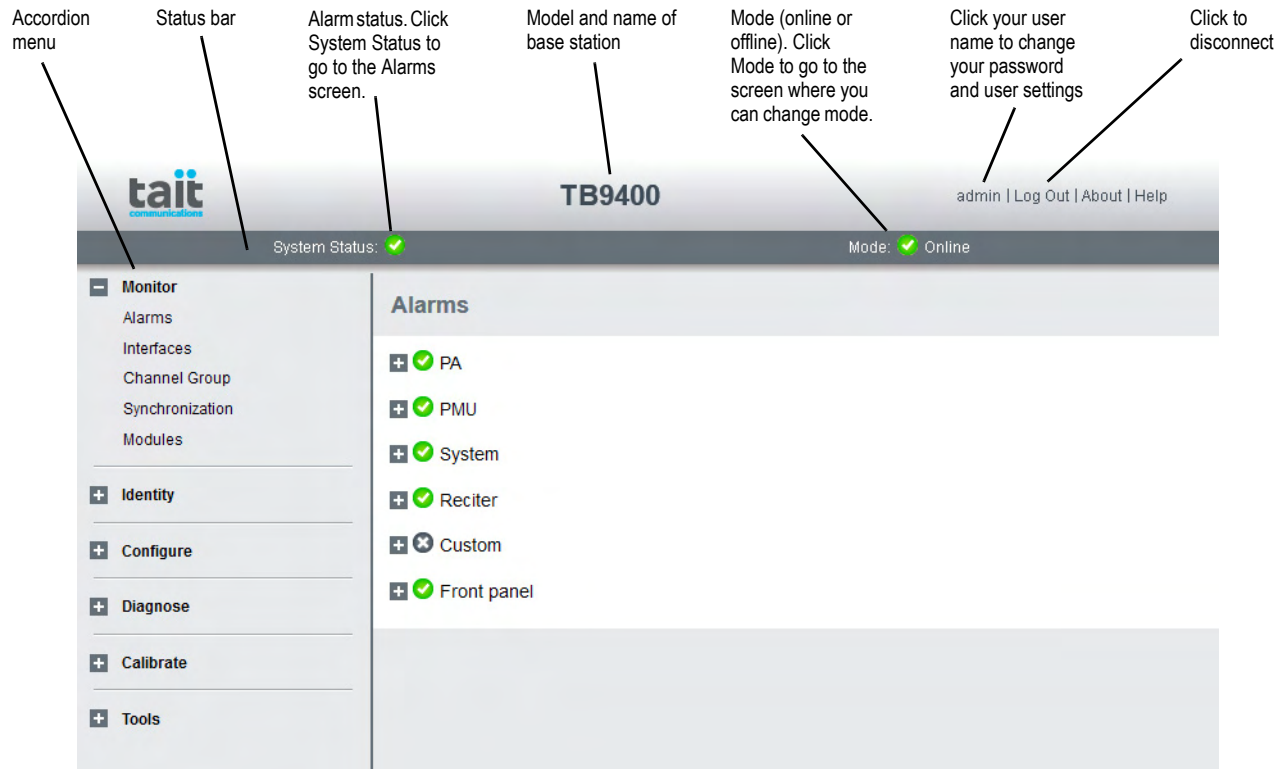 Accordion
menu
Status bar
Alarm status. Click
System Status to
go to the Alarms
screen.
Model and name of
base station
Mode (online or
offline). Click
Mode to go to the
screen where you
can change mode.
Click your user
name to change
your password
and user settings
Click to
disconnect
tait
communications
TB9400
admin | Log Out | About | Help
System Status:
Mode: Online
Monitor
Alarms
Interfaces
Channel Group
Synchronization
Modules
Identity
Configure
Diagnose
Calibrate
Tools
Alarms
PA
PMU
System
Reciter
Custom
Front panel